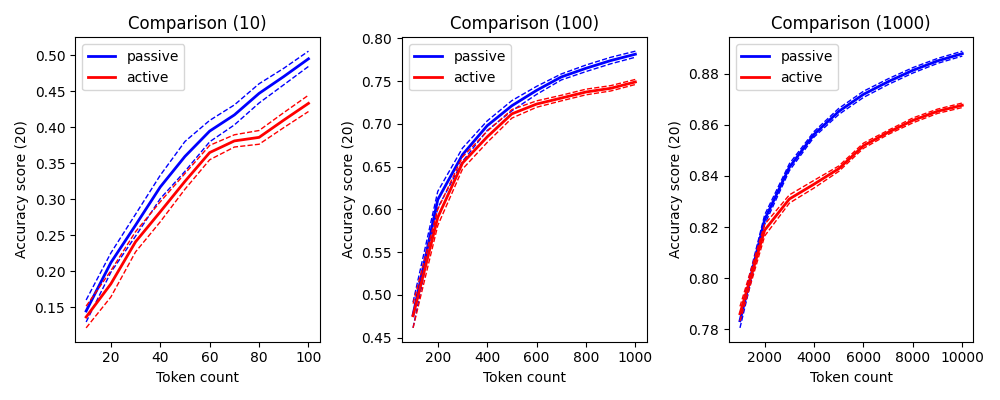 Comparison (10)
passive
active
0.50
0.45
0.40
0.35
0.30
0.25
0.20
0.15
Accuracy score (20)
20 40 60 80 100
Token count
Comparison (100)
passive
active
0.80
0.75
0.70
0.65
0.60
0.55
0.50
0.45
Accuracy score (20)
200 400 600 800 1000
Token count
Comparison (1000)
passive
active
0.88
0.86
0.84
0.82
0.80
0.78
Accuracy score (20)
2000 4000 6000 8000 10000
Token count